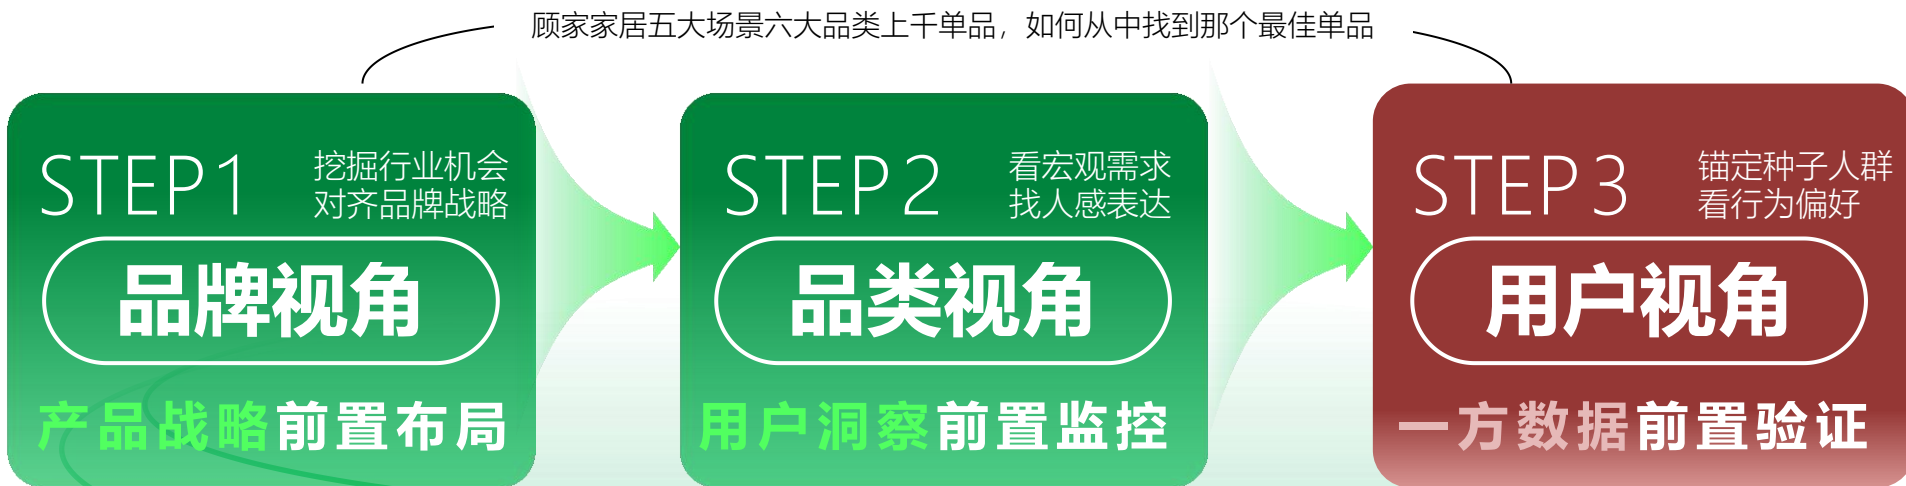 顾家家居五大场景六大品类上千单品，如何从中找到那个最佳单品
STEP1
挖掘行业机会
对齐品牌战略
品牌视角
产品战略前置布局
STEP2
看宏观需求
找人感表达
品类视角
用户洞察前置监控
STEP3
锚定种子人群
看行为偏好
用户视角
一方数据前置验证